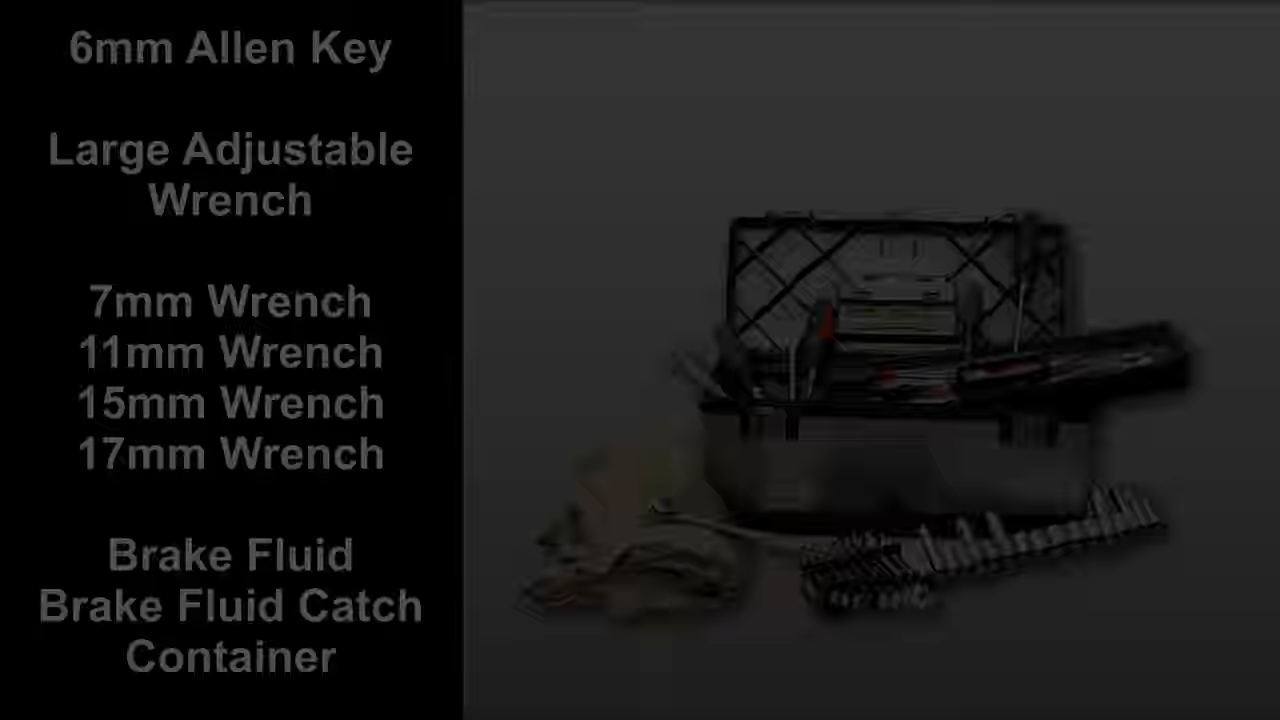 6mm Allen Key
Large Adjustable
Wrench
7mm Wrench
11mm Wrench
15mm Wrench
17mm Wrench
Brake Fluid
Brake Fluid Catch
Container